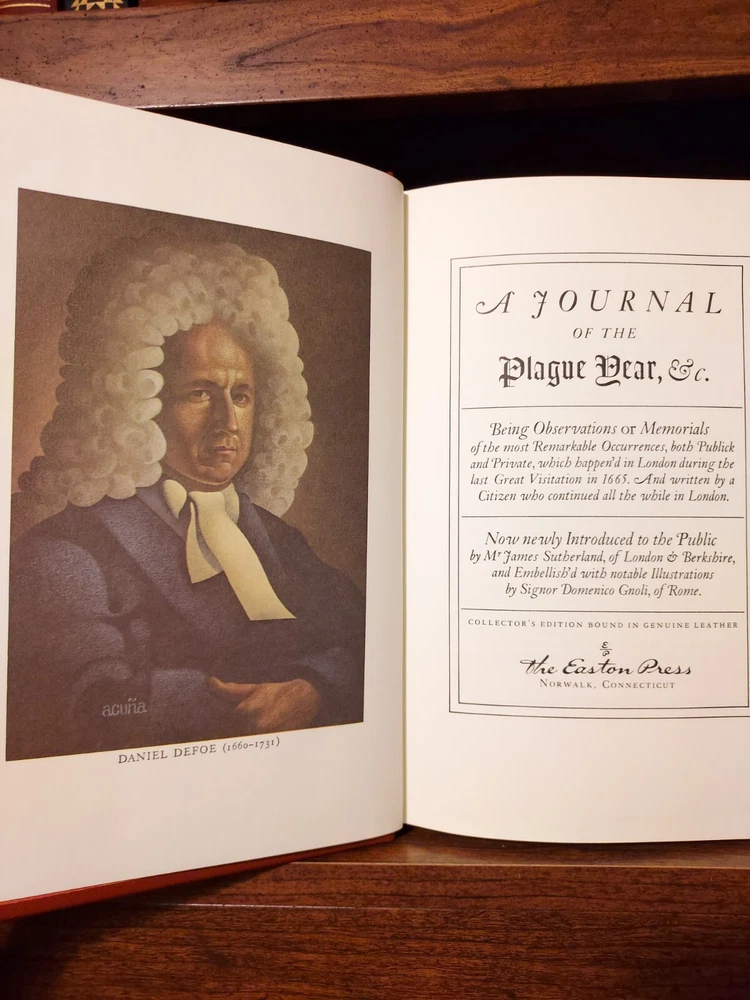 acuña
DANIEL DEFOE (1660–1731)
A JOURNAL
OF THE
Plague Year, &c.
Being Observations or Memorials
of the most Remarkable Occurrences, both Publick
and Private, which happen'd in London during the
last Great Visitation in 1665. And written by a
Citizen who continued all the while in London.
Now newly Introduced to the Public
by Mr James Sutherland, of London & Berkshire,
and Embellish'd with notable Illustrations
by Signor Domenico Gnoli, of Rome.
COLLECTOR'S EDITION BOUND IN GENUINE LEATHER
E
P
The Easton Press
NORWALK, CONNECTICUT